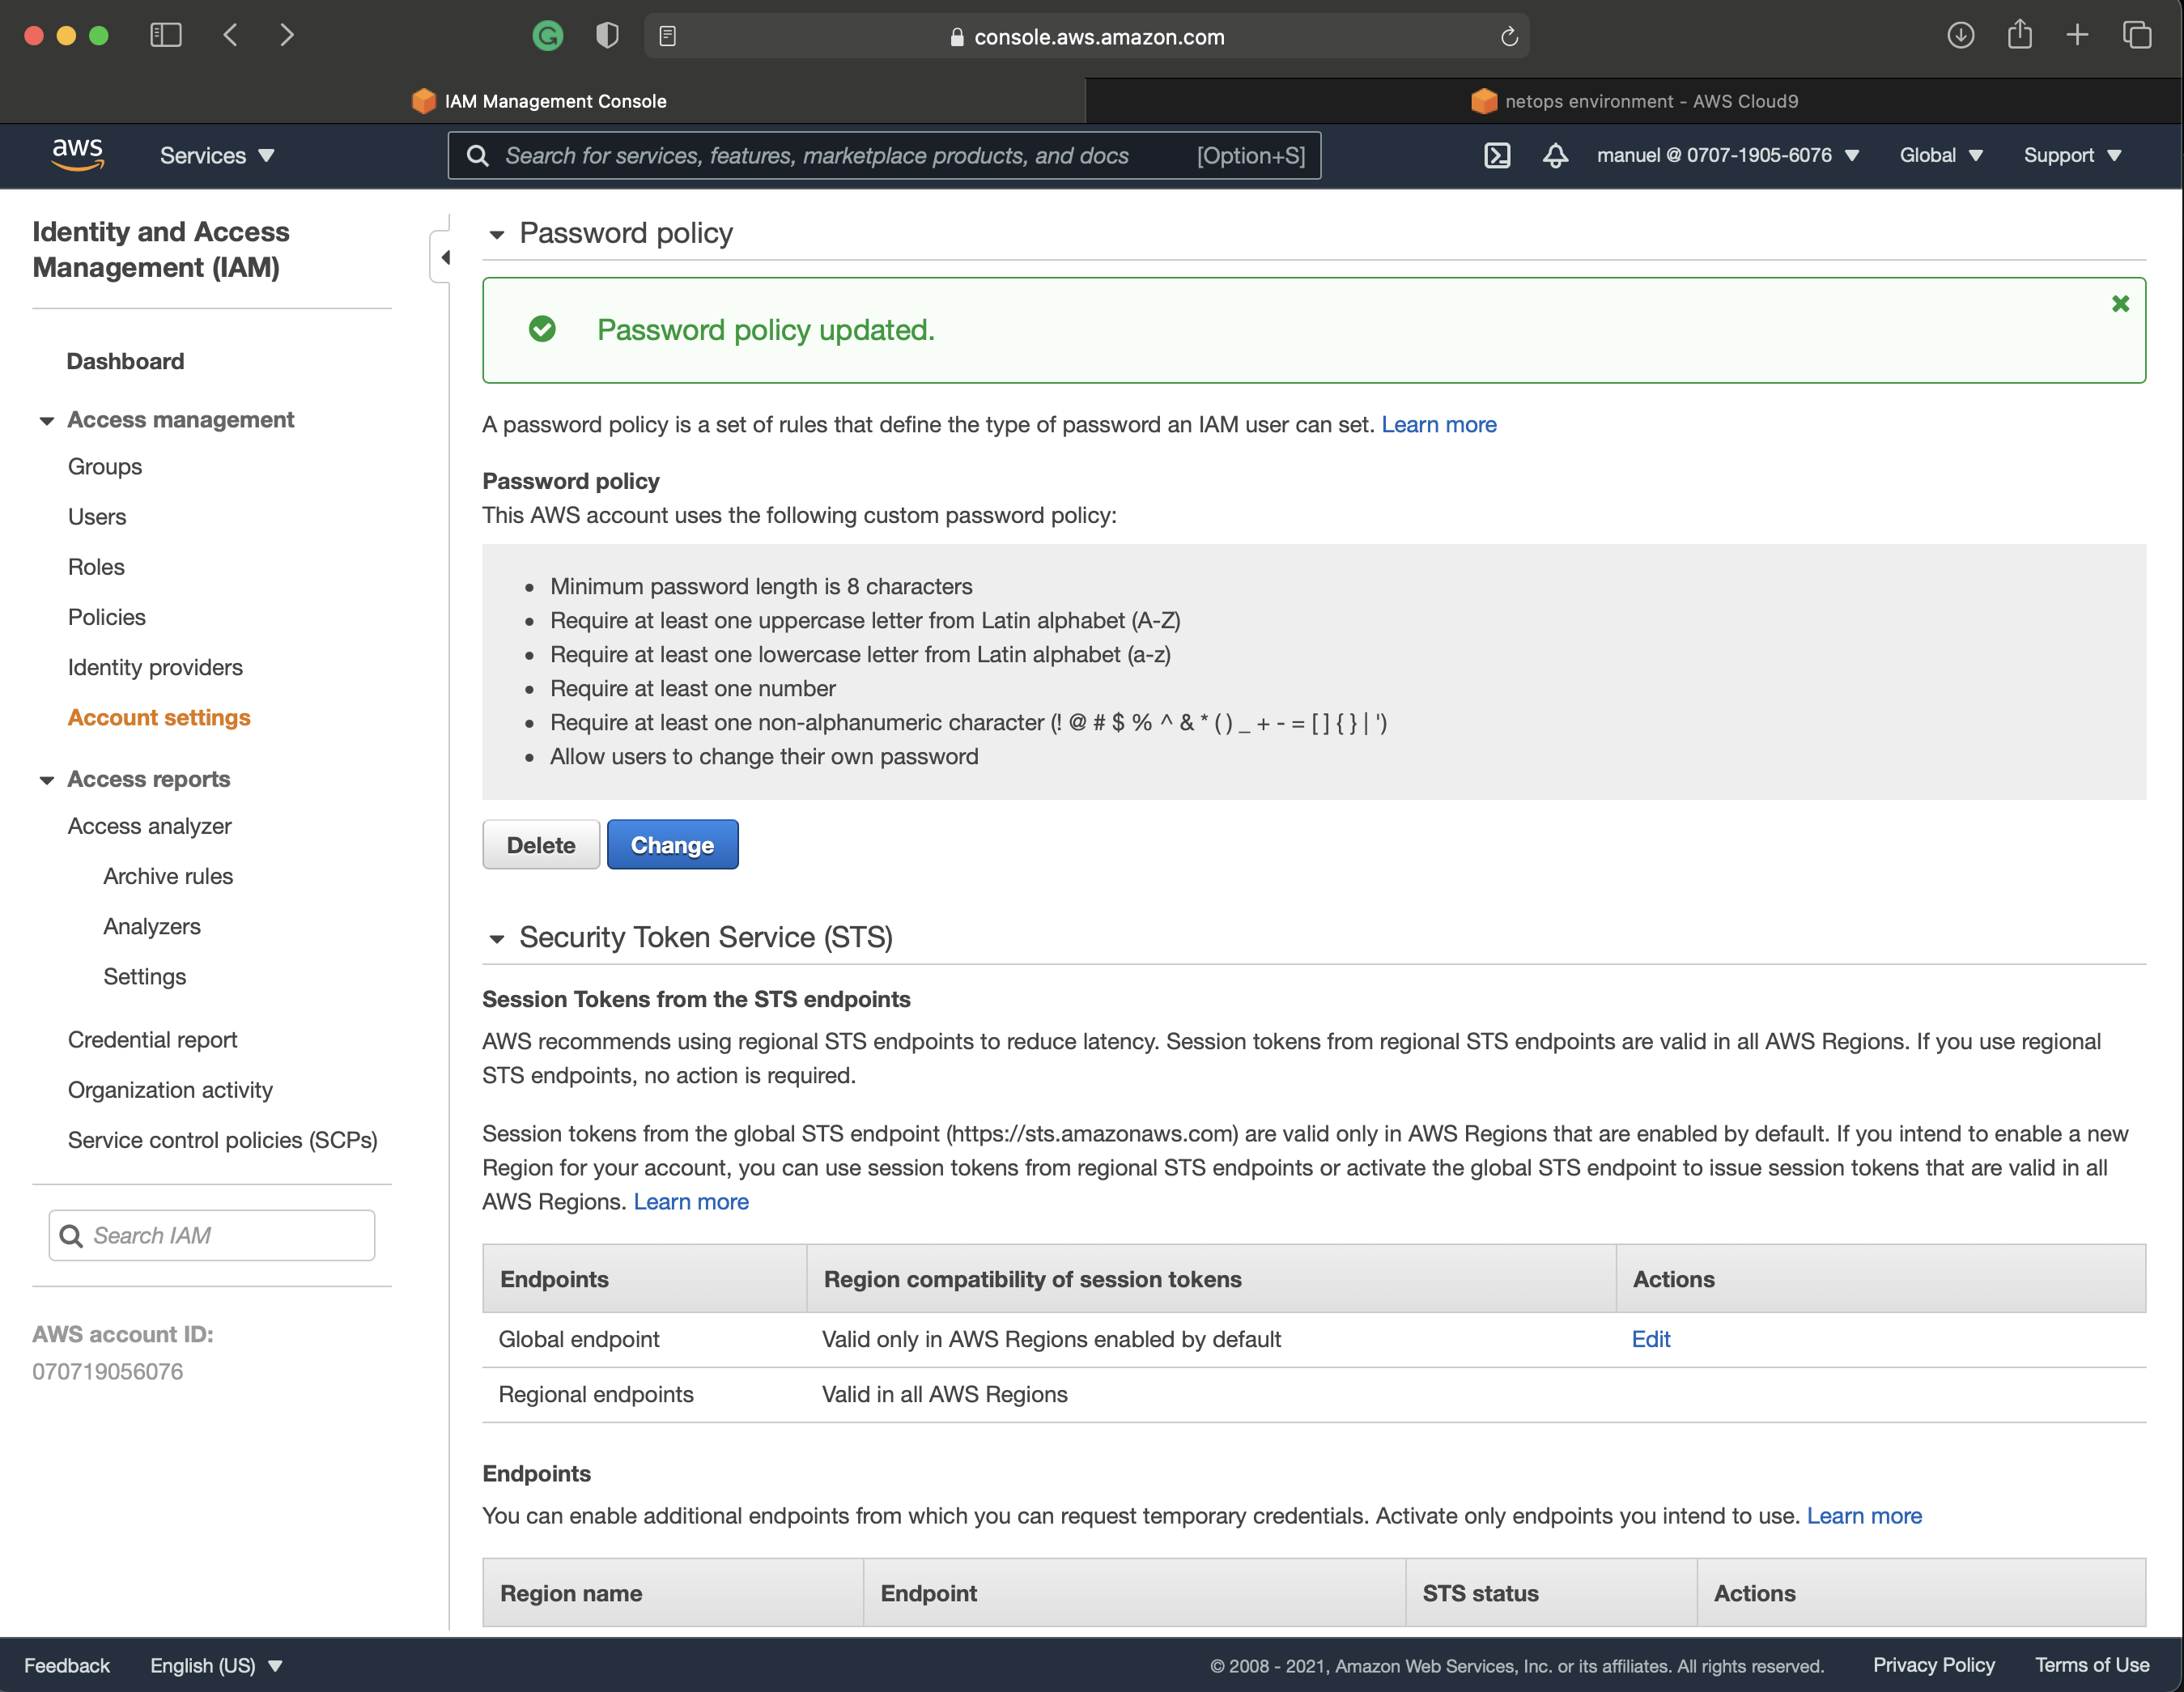 console.aws.amazon.com
IAM Management Console
netops environment - AWS Cloud9
aws
Services
Search for services, features, marketplace products, and docs
[Option+S]
manuel @ 0707-1905-6076
Global
Support
Identity and Access
Management (IAM)
Dashboard
Access management
Groups
Users
Roles
Policies
Identity providers
Account settings
Access reports
Access analyzer
Archive rules
Analyzers
Settings
Credential report
Organization activity
Service control policies (SCPs)
Search IAM
AWS account ID:
070719056076
Password policy
Password policy updated.
A password policy is a set of rules that define the type of password an IAM user can set. Learn more
Password policy
This AWS account uses the following custom password policy:
• Minimum password length is 8 characters
• Require at least one uppercase letter from Latin alphabet (A-Z)
• Require at least one lowercase letter from Latin alphabet (a-z)
• Require at least one number
• Require at least one non-alphanumeric character (! @ # $ % ^ & * ( ) _ + - = [ ] { } | ')
• Allow users to change their own password
Delete
Change
Security Token Service (STS)
Session Tokens from the STS endpoints
AWS recommends using regional STS endpoints to reduce latency. Session tokens from regional STS endpoints are valid in all AWS Regions. If you use regional
STS endpoints, no action is required.
Session tokens from the global STS endpoint (https://sts.amazonaws.com) are valid only in AWS Regions that are enabled by default. If you intend to enable a new
Region for your account, you can use session tokens from regional STS endpoints or activate the global STS endpoint to issue session tokens that are valid in all
AWS Regions. Learn more
Endpoints Region compatibility of session tokens Actions
Global endpoint Valid only in AWS Regions enabled by default Edit
Regional endpoints Valid in all AWS Regions
Endpoints
You can enable additional endpoints from which you can request temporary credentials. Activate only endpoints you intend to use. Learn more
Region name Endpoint STS status Actions
Feedback
English (US)
© 2008 - 2021, Amazon Web Services, Inc. or its affiliates. All rights reserved.
Privacy Policy
Terms of Use